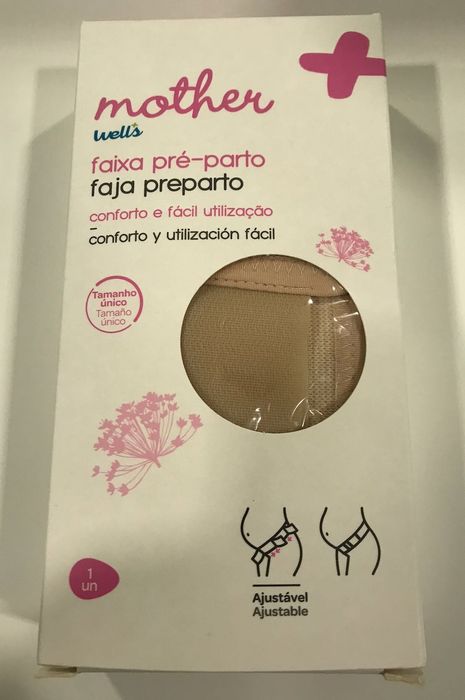 mother
well's
faixa pré-parto
faja preparto
conforto e fácil utilização
conforto y utilización fácil
Tamanho
único
Tamaño
único
1
un
Ajustável
Ajustable